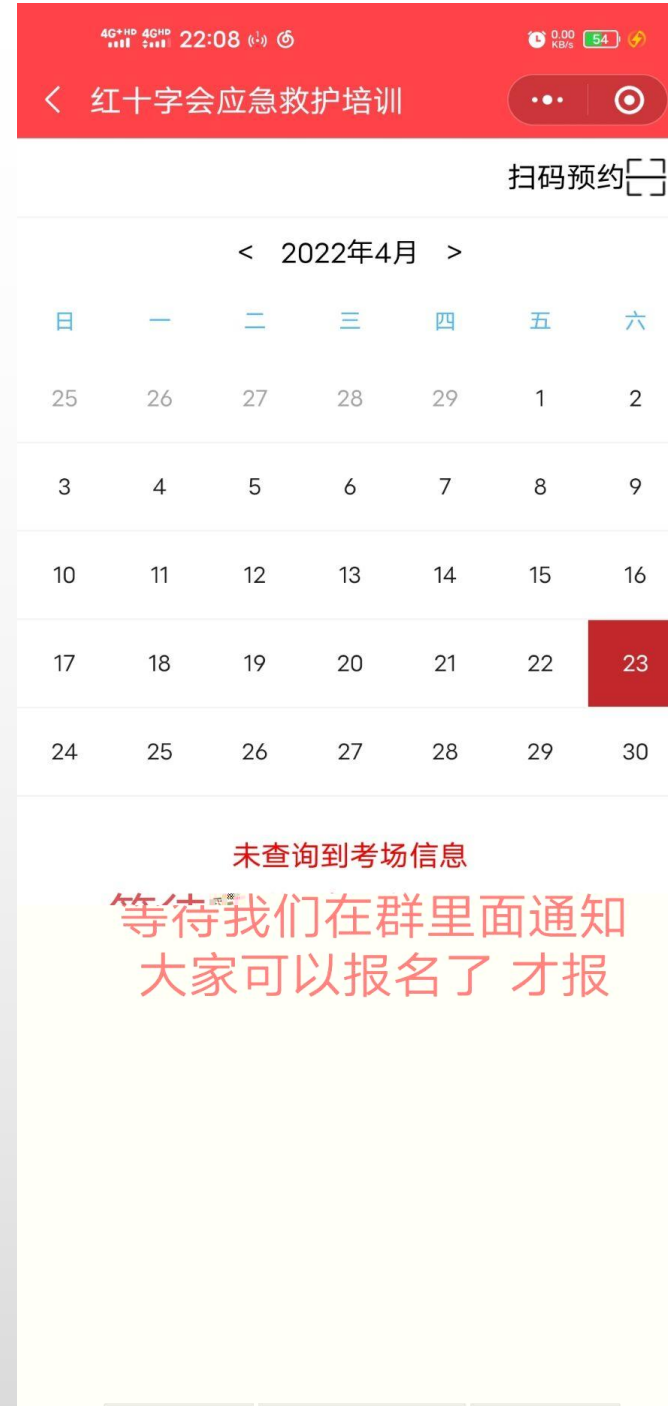 4G+HD 4GHD 22:08 0.00 KB/s 54
红十字会应急救护培训
扫码预约
< 2022年4月 >
日 一 二 三 四 五 六
25 26 27 28 29 1 2
3 4 5 6 7 8 9
10 11 12 13 14 15 16
17 18 19 20 21 22 23
24 25 26 27 28 29 30
未查询到考场信息
等待我们在群里面通知
大家可以报名了 才报